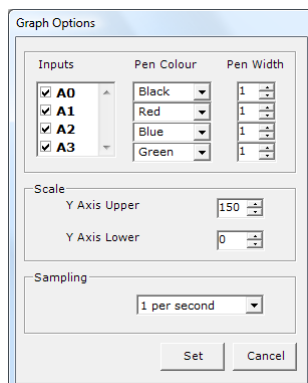 Graph Options
Inputs Pen Colour Pen Width
A0 Black 1
A1 Red 1
A2 Blue 1
A3 Green 1
Scale
Y Axis Upper 150
Y Axis Lower 0
Sampling
1 per second
Set Cancel